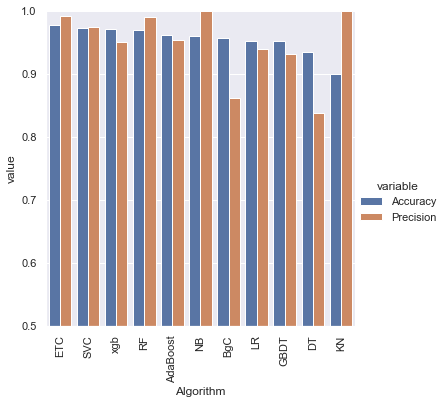 1.0
0.9
0.8
0.7
0.6
0.5
value
ETC
SVC
xgb
RF
AdaBoost
NB
BgC
LR
GBDT
DT
KN
Algorithm
variable
Accuracy
Precision